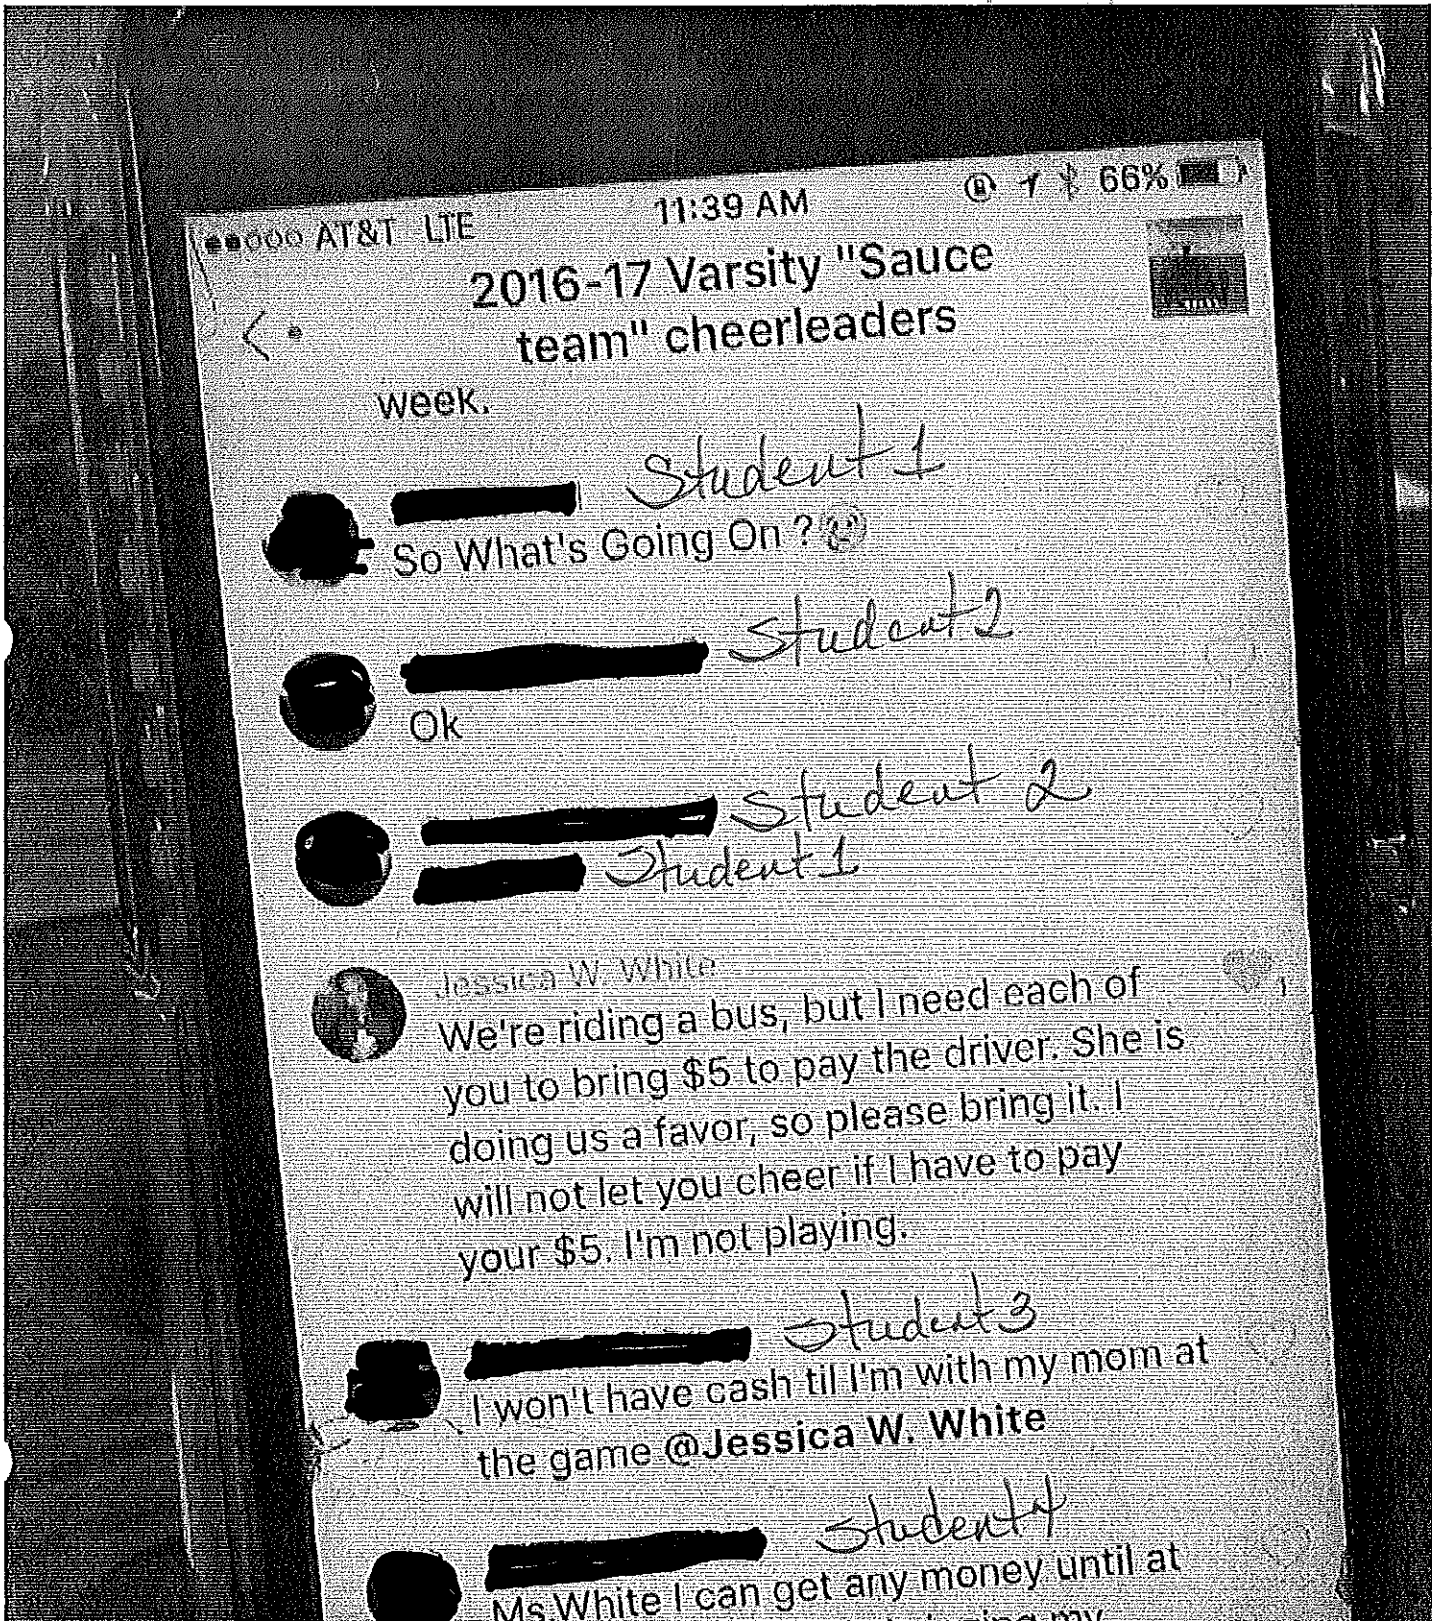 AT&T LTE 11:39 AM 66%
2016-17 Varsity "Sauce
team" cheerleaders
week.
Student 1
So What's Going On ?
Student 2
Ok
Student 2
Student 1
Jessica W. White
We're riding a bus, but I need each of
you to bring $5 to pay the driver. She is
doing us a favor, so please bring it. I
will not let you cheer if I have to pay
your $5. I'm not playing.
1
Student 3
I won't have cash til I'm with my mom at
the game @Jessica W. White
Student 4
Ms.White I can get any money until at
my